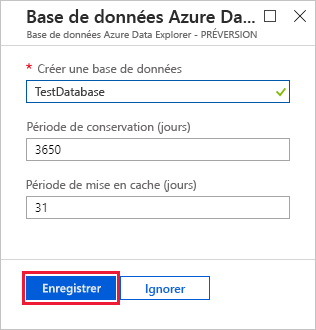 Base de données Azure Da...
Base de données Azure Data Explorer - PRÉVERSION
* Créer une base de données
TestDatabase
Période de conservation (jours)
3650
Période de mise en cache (jours)
31
Enregistrer
Ignorer